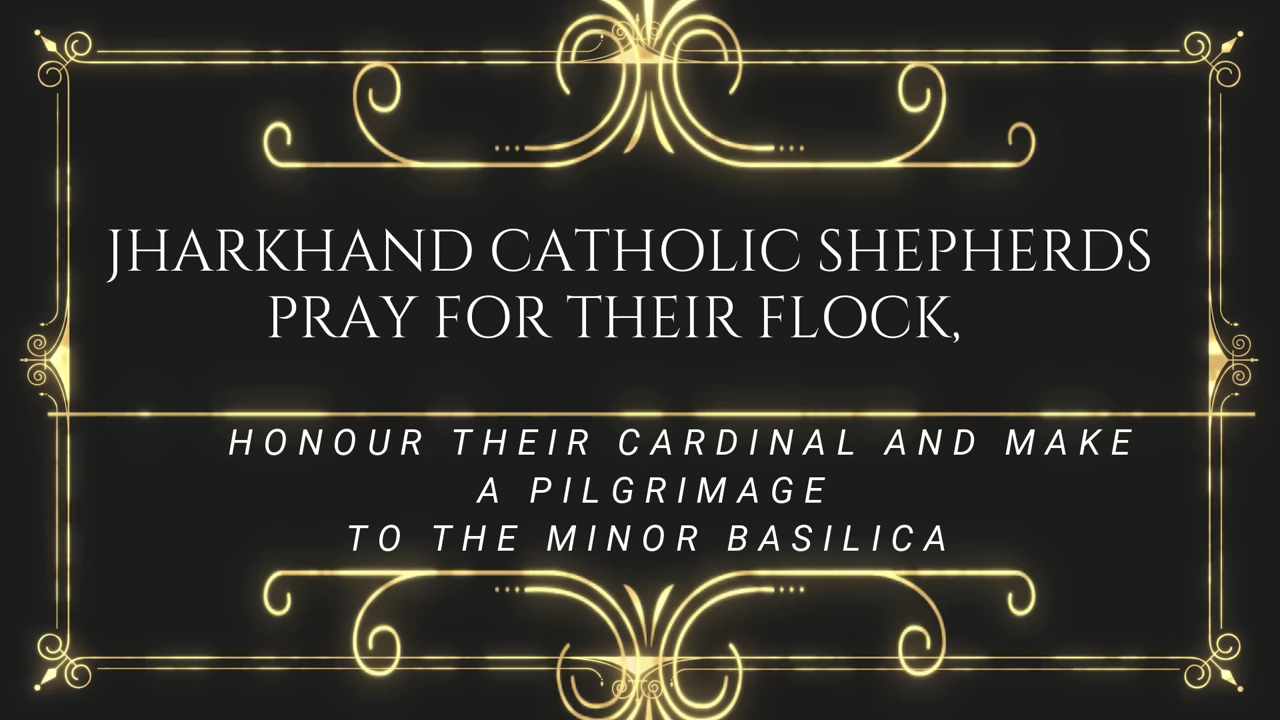 JHARKHAND CATHOLIC SHEPHERDS
PRAY FOR THEIR FLOCK,
HONOUR THEIR CARDINAL AND MAKE
A PILGRIMAGE
TO THE MINOR BASILICA